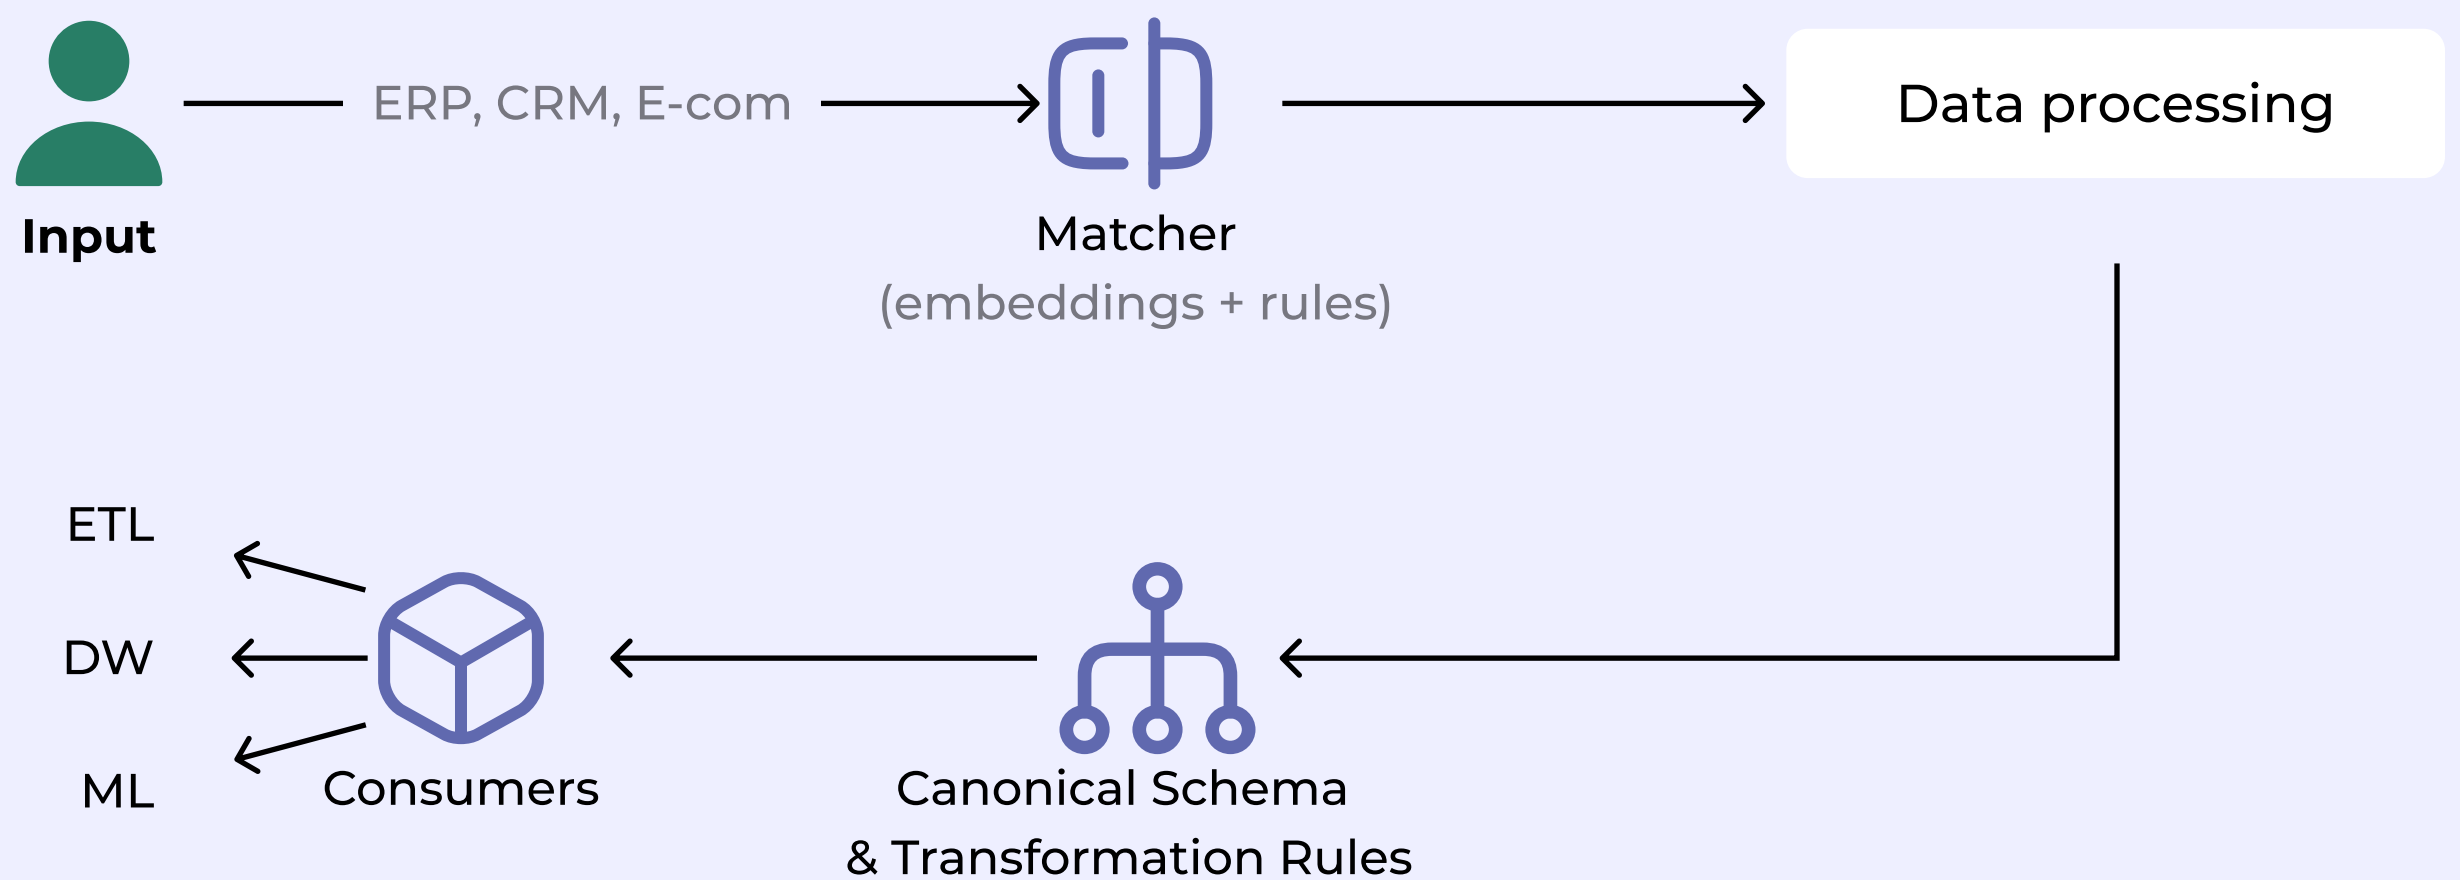 Input
ERP, CRM, E-com
Matcher
(embeddings + rules)
Data processing
Canonical Schema
& Transformation Rules
Consumers
ETL
DW
ML